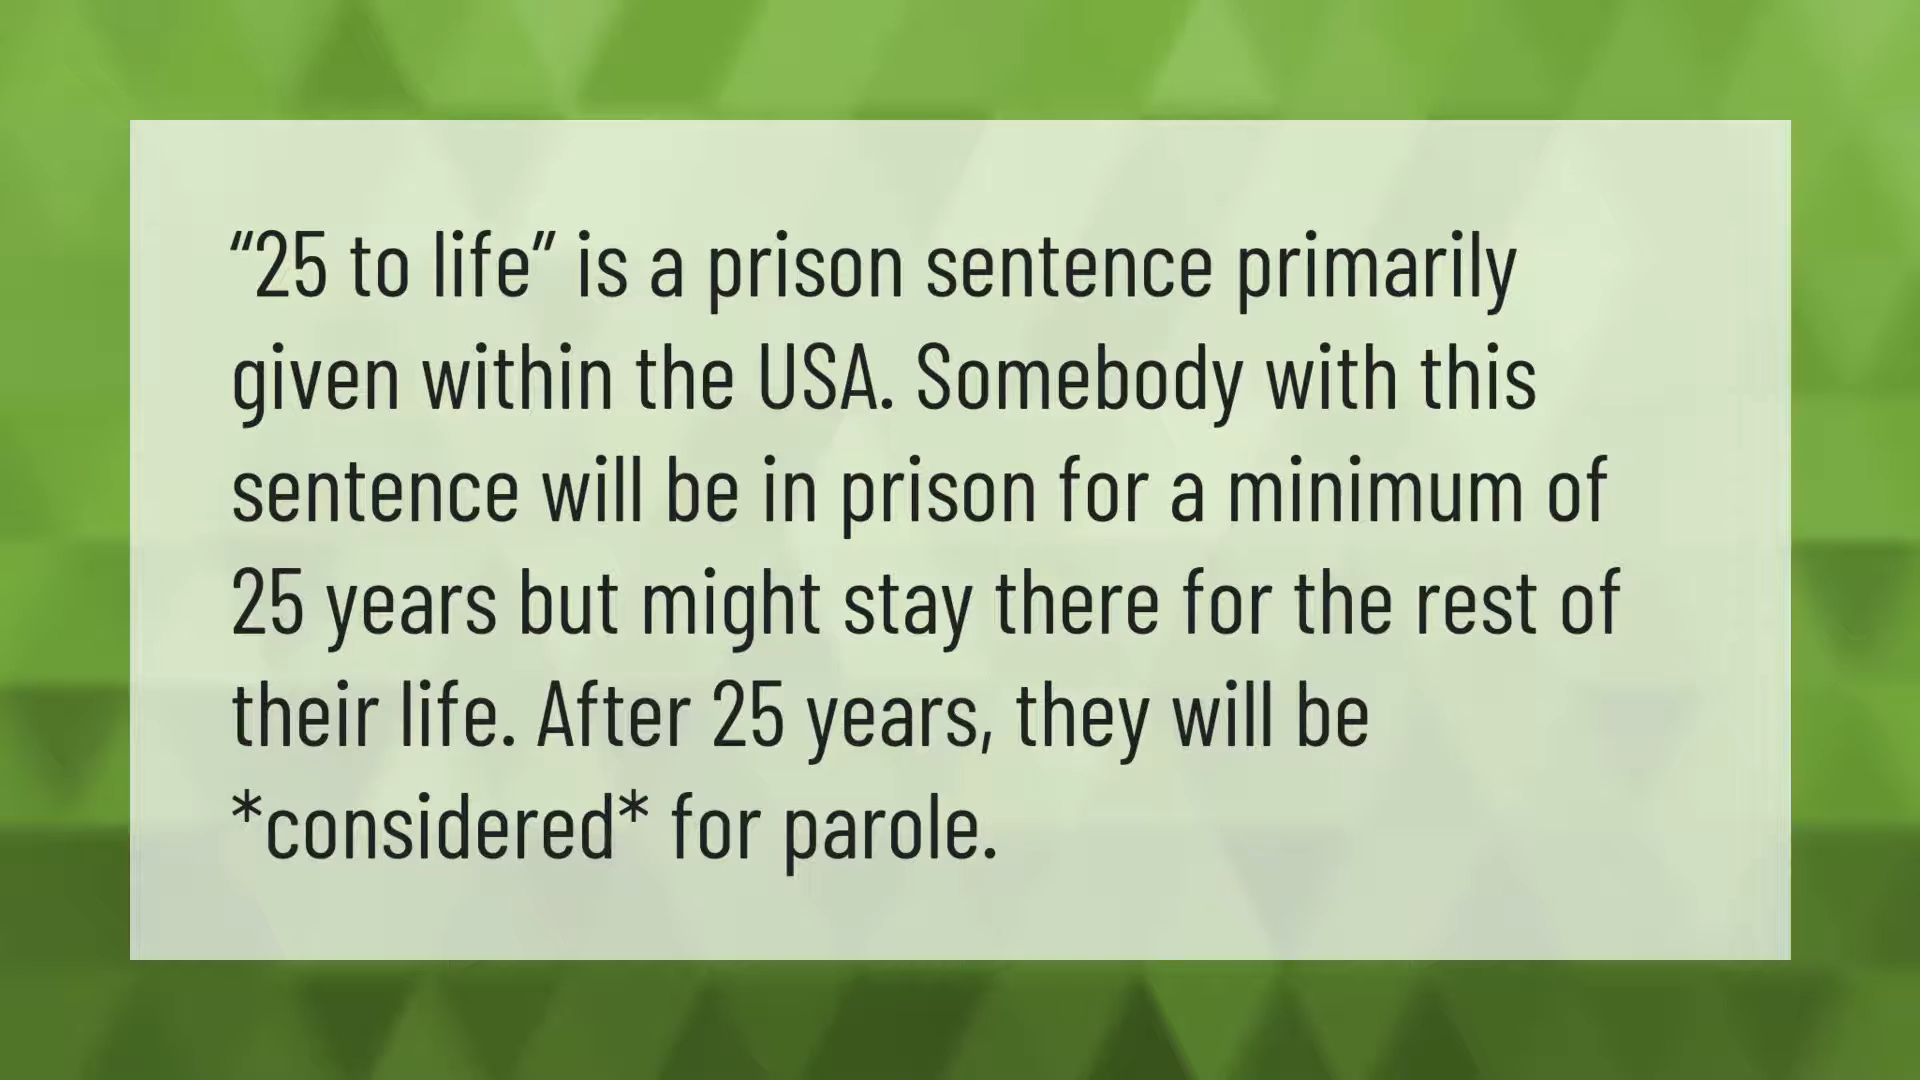 “25 to life” is a prison sentence primarily
given within the USA. Somebody with this
sentence will be in prison for a minimum of
25 years but might stay there for the rest of
their life. After 25 years, they will be
*considered* for parole.